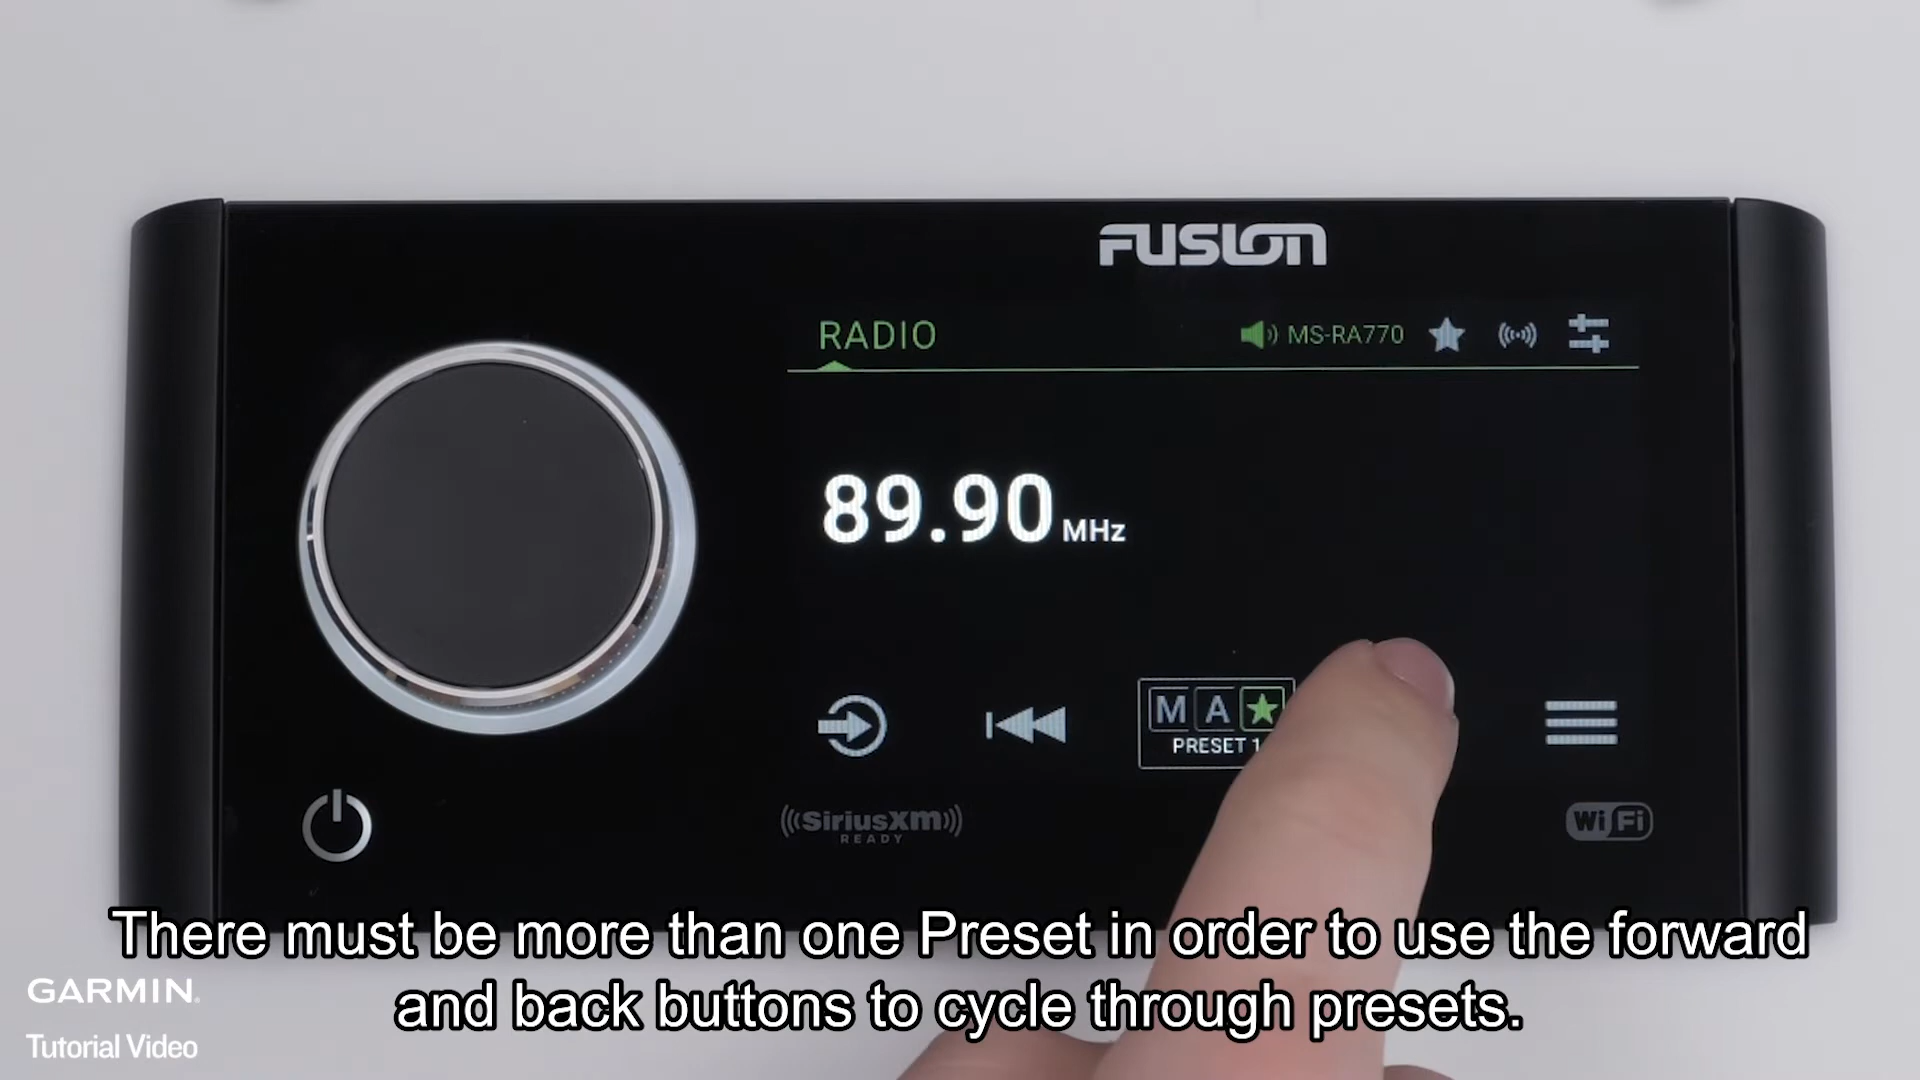 FUSION
RADIO
MS-RA770
89.90 MHz
M A
PRESET 1
SiriusXM
READY
WiFi
There must be more than one Preset in order to use the forward
and back buttons to cycle through presets.
GARMIN
Tutorial Video